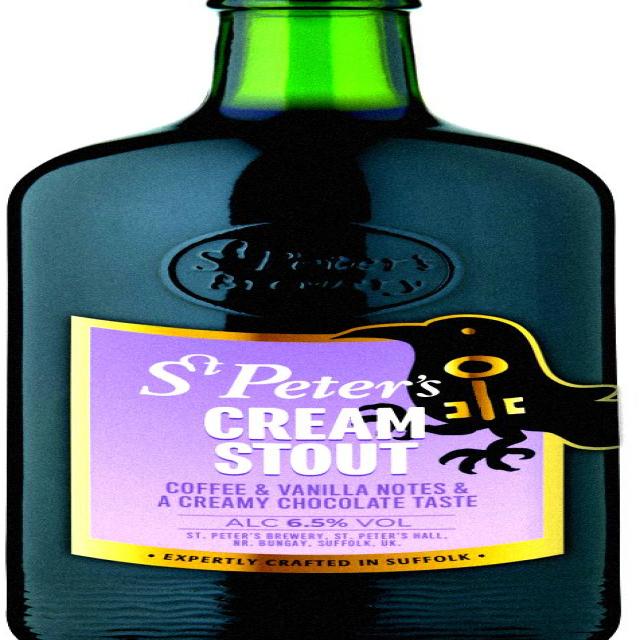 St Peter's
Brewery
St Peter's
CREAM
STOUT
COFFEE & VANILLA NOTES &
A CREAMY CHOCOLATE TASTE
ALC 6.5% VOL
ST. PETER'S BREWERY, ST. PETER'S HALL,
NR. BUNGAY, SUFFOLK, UK.
• EXPERTLY CRAFTED IN SUFFOLK •